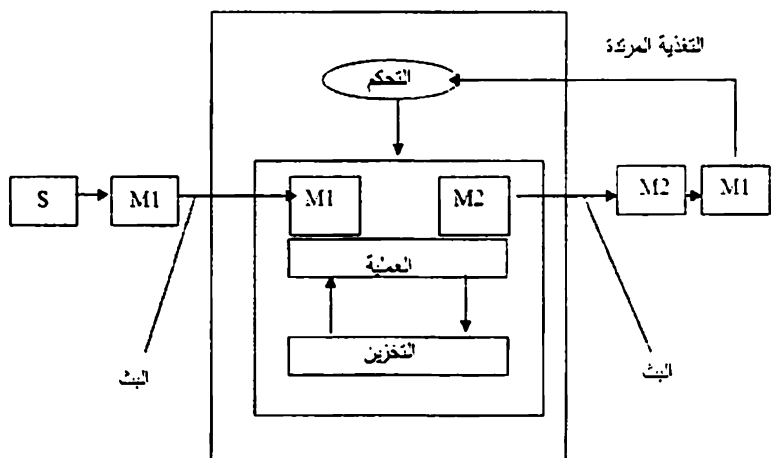 التغذية المرتدة
التحكم
S
M1
M1
M2
M2
M1
العملية
التخزين
البث
البث